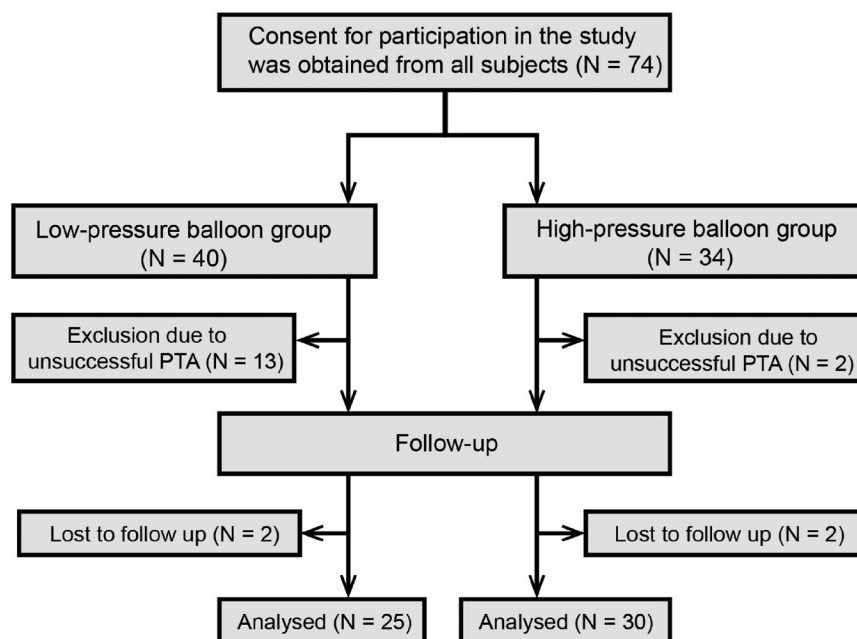 Consent for participation in the study
was obtained from all subjects (N = 74)
Low-pressure balloon group
(N = 40)
High-pressure balloon group
(N = 34)
Exclusion due to
unsuccessful PTA (N = 13)
Exclusion due to
unsuccessful PTA (N = 2)
Follow-up
Lost to follow up (N = 2)
Lost to follow up (N = 2)
Analysed (N = 25)
Analysed (N = 30)